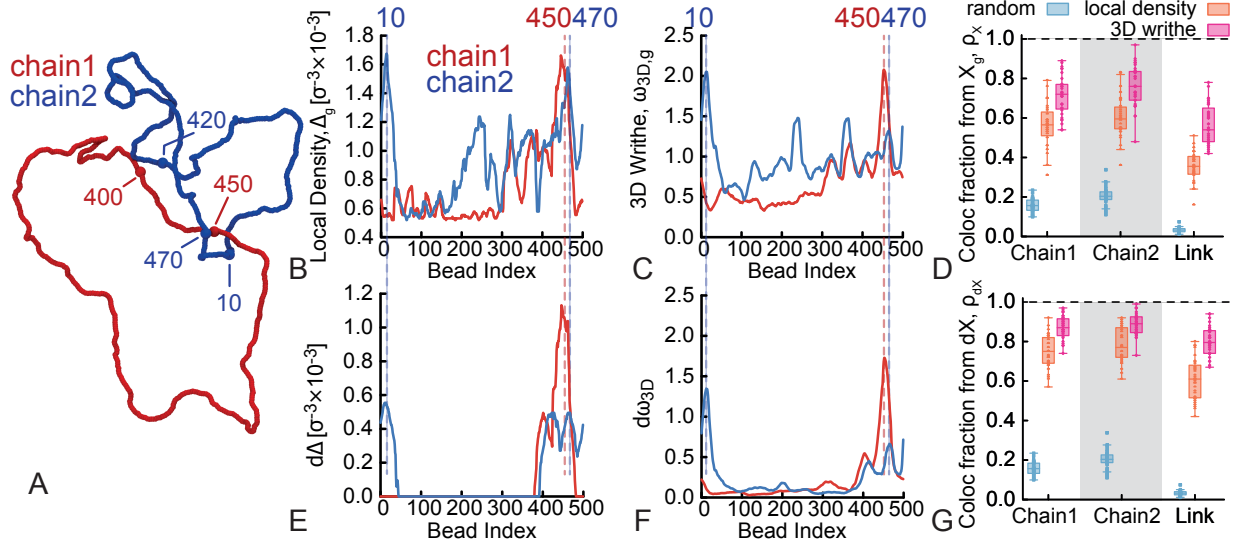 chain1
chain2
420
400
450
470
10
A
10
450
470
Local Density, Δg [σ⁻³×10⁻³]
1.8
1.6
1.4
1.2
1.0
0.8
0.6
0.4
chain1
chain2
0 100 200 300 400 500
Bead Index
B
10
450
470
3D Writhe, ω3D,g
2.5
2.0
1.5
1.0
0.5
0.0
0 100 200 300 400 500
Bead Index
C
random
local density
3D writhe
Coloc fraction from Xg, ρX
1.0
0.8
0.6
0.4
0.2
0.0
Chain1 Chain2 Link
D
dΔ [σ⁻³×10⁻³]
1.2
1.0
0.8
0.6
0.4
0.2
0.0
0 100 200 300 400 500
Bead Index
E
dω3D
2.5
2.0
1.5
1.0
0.5
0.0
0 100 200 300 400 500
Bead Index
F
Coloc fraction from dX, ρdX
1.0
0.8
0.6
0.4
0.2
0.0
Chain1 Chain2 Link
G